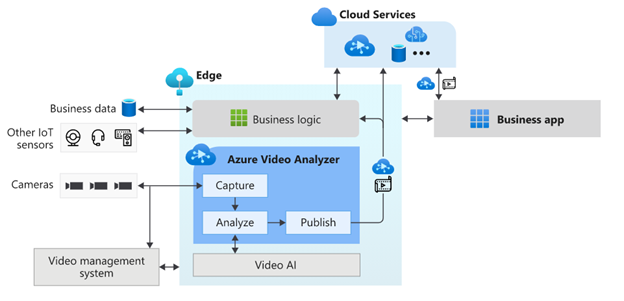 Cloud Services
Edge
Business data
Business logic
Business app
Other IoT
sensors
Azure Video Analyzer
Cameras
Capture
Analyze
Publish
Video management
system
Video AI